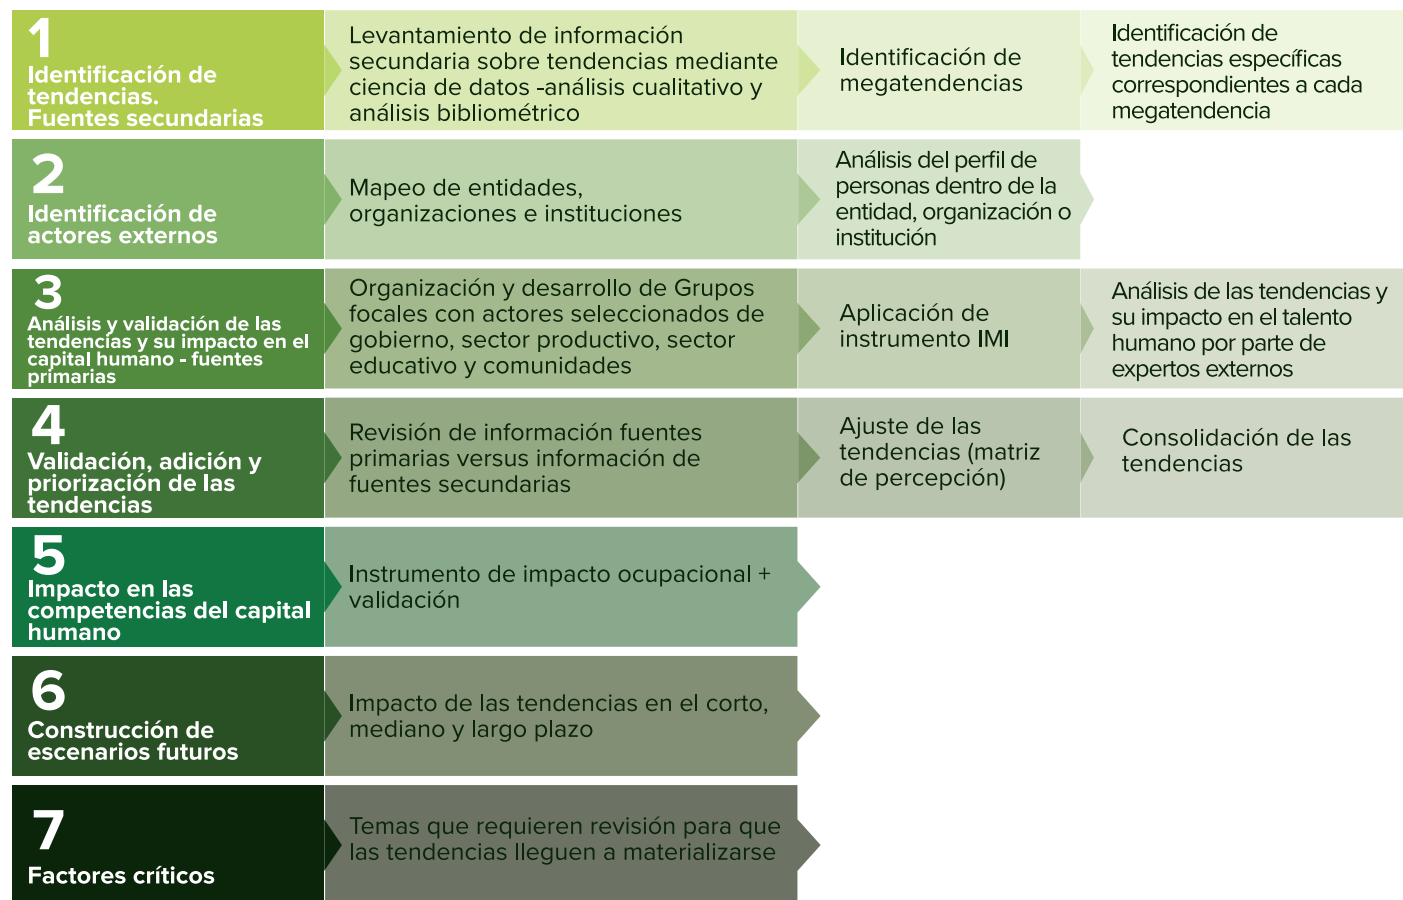 1
Identificación de
tendencias.
Fuentes secundarias
Levantamiento de información
secundaria sobre tendencias mediante
ciencia de datos -análisis cualitativo y
análisis bibliométrico
Identificación de
megatendencias
Identificación de
tendencias específicas
correspondientes a cada
megatendencia
2
Identificación de
actores externos
Mapeo de entidades,
organizaciones e instituciones
Análisis del perfil de
personas dentro de la
entidad, organización o
institución
3
Análisis y validación de las
tendencias y su impacto en el
capital humano - fuentes
primarias
Organización y desarrollo de Grupos
focales con actores seleccionados de
gobierno, sector productivo, sector
educativo y comunidades
Aplicación de
instrumento IMI
Análisis de las tendencias y
su impacto en el talento
humano por parte de
expertos externos
4
Validación, adición y
priorización de las
tendencias
Revisión de información fuentes
primarias versus información de
fuentes secundarias
Ajuste de las
tendencias (matriz
de percepción)
Consolidación de las
tendencias
5
Impacto en las
competencias del capital
humano
Instrumento de impacto ocupacional +
validación
6
Construcción de
escenarios futuros
Impacto de las tendencias en el corto,
mediano y largo plazo
7
Factores críticos
Temas que requieren revisión para que
las tendencias lleguen a materializarse